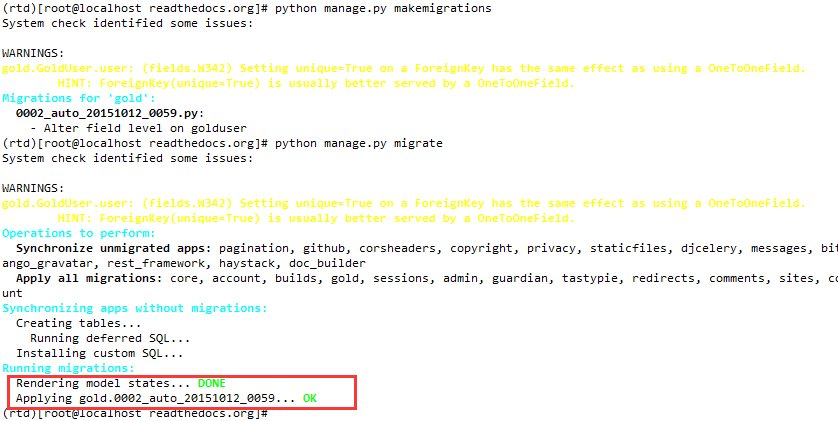 (rtd)[root@localhost readthedocs.org]# python manage.py makemigrations
System check identified some issues:
WARNINGS:
gold.GoldUser.user: (fields.W342) Setting unique=True on a ForeignKey has the same effect as using a OneToOneField.
HINT: ForeignKey(unique=True) is usually better served by a OneToOneField.
Migrations for 'gold':
0002_auto_20151012_0059.py:
- Alter field level on golduser
(rtd)[root@localhost readthedocs.org]# python manage.py migrate
System check identified some issues:
WARNINGS:
gold.GoldUser.user: (fields.W342) Setting unique=True on a ForeignKey has the same effect as using a OneToOneField.
HINT: ForeignKey(unique=True) is usually better served by a OneToOneField.
Operations to perform:
Synchronize unmigrated apps: pagination, github, corsheaders, copyright, privacy, staticfiles, djcelery, messages, bit
ango_gravatar, rest_framework, haystack, doc_builder
Apply all migrations: core, account, builds, gold, sessions, admin, guardian, tastypie, redirects, comments, sites, co
unt
Synchronizing apps without migrations:
Creating tables...
Running deferred SQL...
Installing custom SQL...
Running migrations:
Rendering model states... DONE
Applying gold.0002_auto_20151012_0059... OK
(rtd)[root@localhost readthedocs.org]#